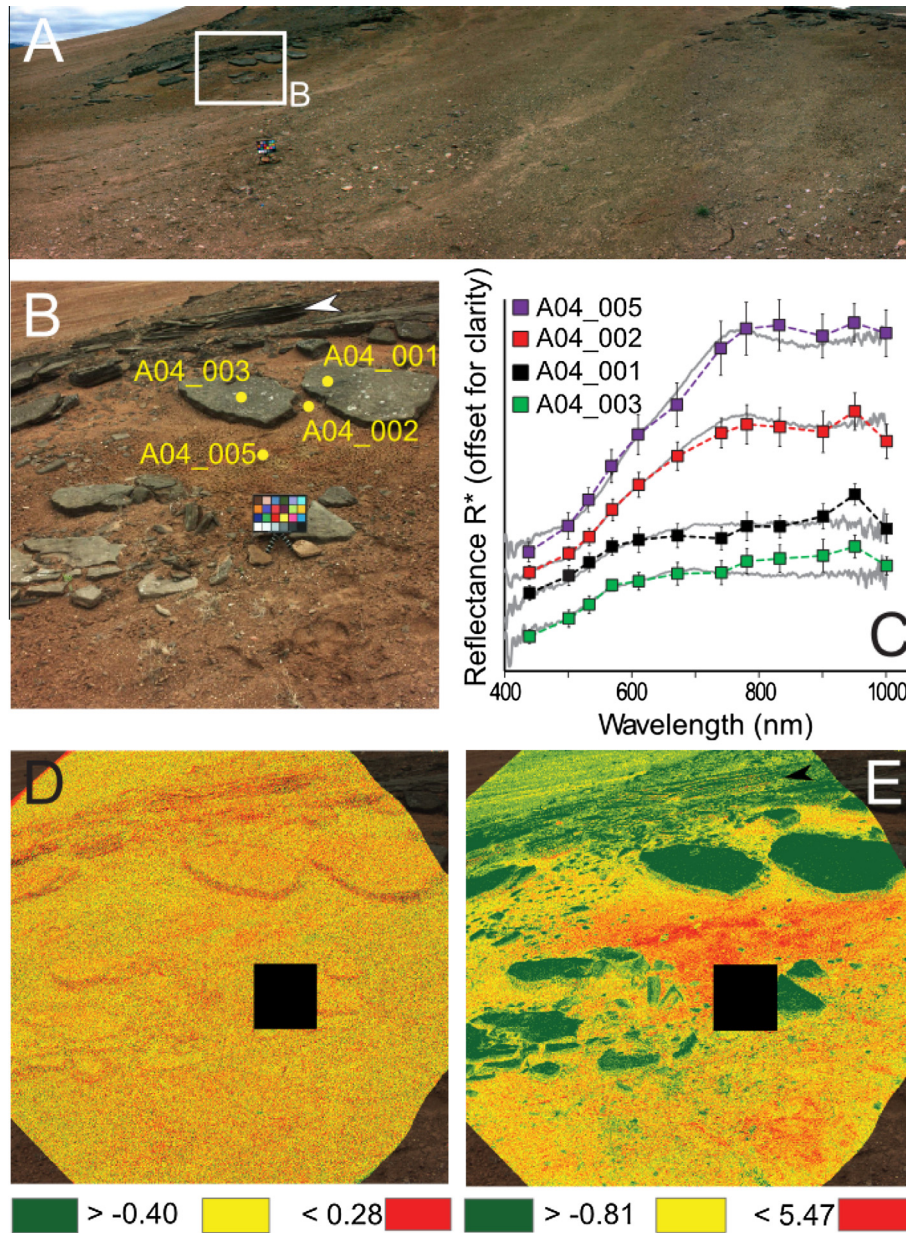 A
B
B
A04_003
A04_001
A04_002
A04_005
Reflectance R* (offset for clarity)
A04_005
A04_002
A04_001
A04_003
C
400
600
800
1000
Wavelength (nm)
D
E
> -0.40
< 0.28
> -0.81
< 5.47